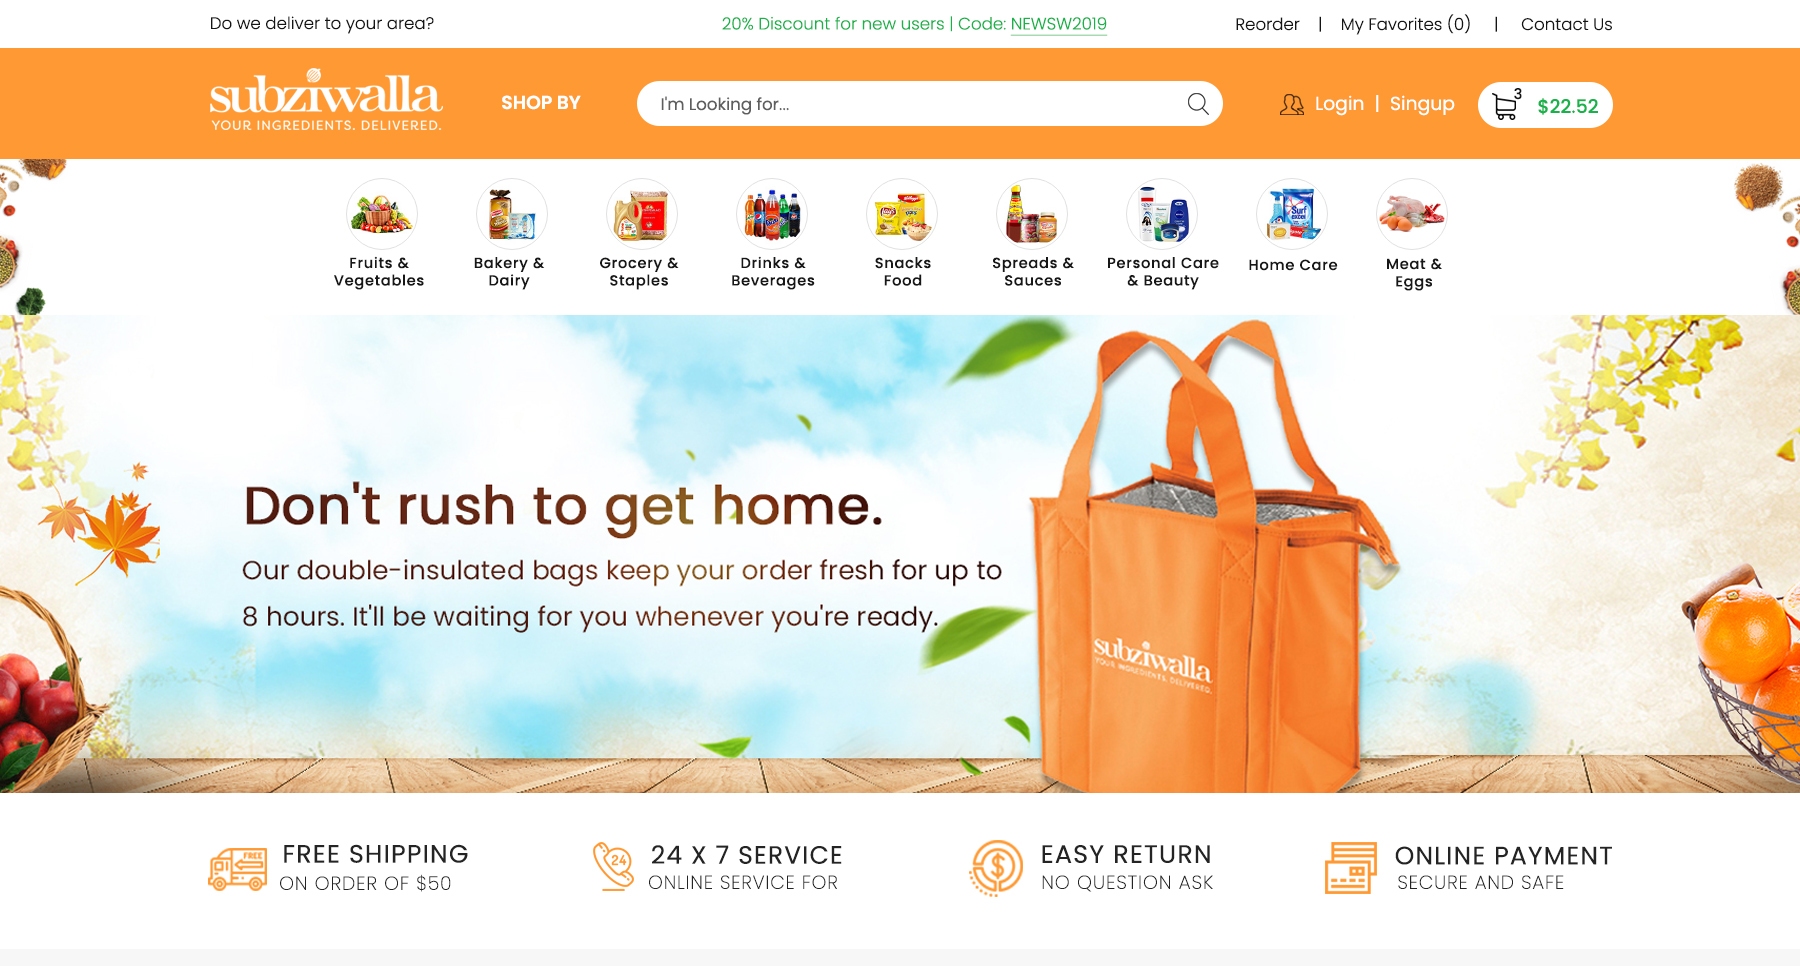 Do we deliver to your area?
20% Discount for new users | Code: NEWSW2019
Reorder | My Favorites (0) | Contact Us
subziwalla
YOUR INGREDIENTS. DELIVERED.
SHOP BY
I'm Looking for...
Login | Singup
3
$22.52
Fruits &
Vegetables
Bakery &
Dairy
Grocery &
Staples
Drinks &
Beverages
Snacks
Food
Spreads &
Sauces
Personal Care
& Beauty
Surf
excel
Home Care
Meat &
Eggs
Don't rush to get home.
Our double-insulated bags keep your order fresh for up to
8 hours. It'll be waiting for you whenever you're ready.
subziwalla
YOUR INGREDIENTS. DELIVERED.
FREE
FREE SHIPPING
ON ORDER OF $50
24
24 X 7 SERVICE
ONLINE SERVICE FOR
$
EASY RETURN
NO QUESTION ASK
ONLINE PAYMENT
SECURE AND SAFE